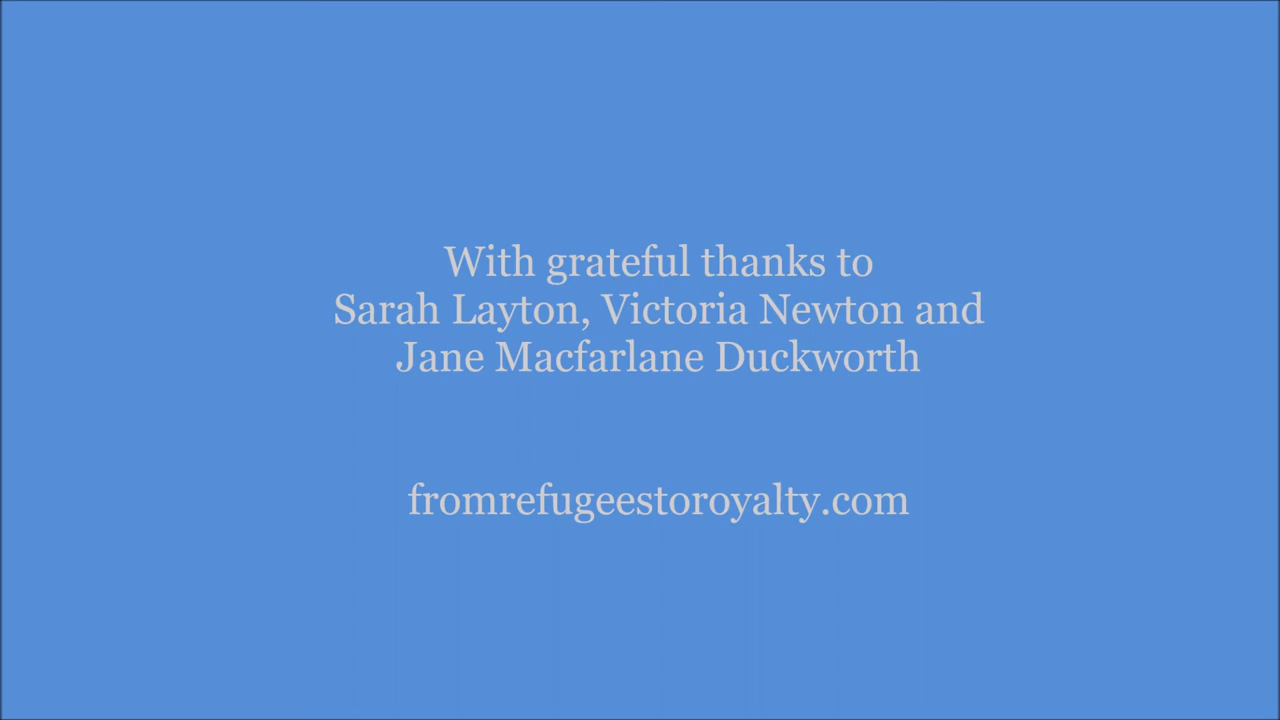 With grateful thanks to
Sarah Layton, Victoria Newton and
Jane Macfarlane Duckworth
fromrefugeestoroyalty.com